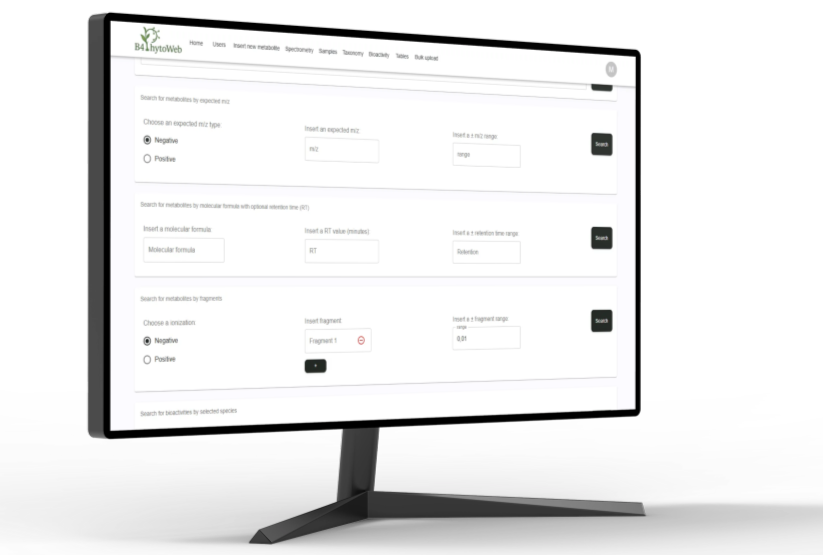 B4PhytoWeb
Home Users Insert new metabolite Spectrometry Samples Taxonomy Bioactivity Tables Bulk upload
M
Search for metabolites by expected m/z
Choose an expected m/z type
Negative
Positive
Insert an expected m/z
m/z
Insert a ± m/z range
range
Search
Search for metabolites by molecular formula with optional retention time (RT)
Insert a molecular formula
Molecular formula
Insert a RT value (minutes)
RT
Insert a ± retention time range
Retention
Search
Search for metabolites by fragments
Choose a ionization
Negative
Positive
Insert fragment
Fragment 1
+
Insert a ± fragment range
range
0,01
Search
Search for bioactivities by selected species